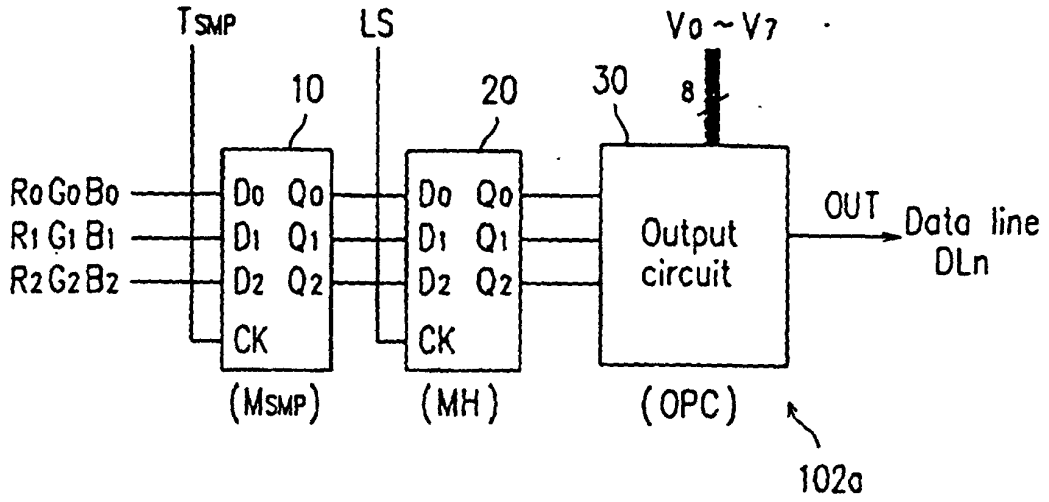 TSMP LS V0 ~ V7
10 20 30 8
R0 G0 B0 D0 Q0 D0 Q0
R1 G1 B1 D1 Q1 D1 Q1 Output OUT Data line
R2 G2 B2 D2 Q2 D2 Q2 circuit DLn
CK CK
(MSMP) (MH) (OPC)
102a